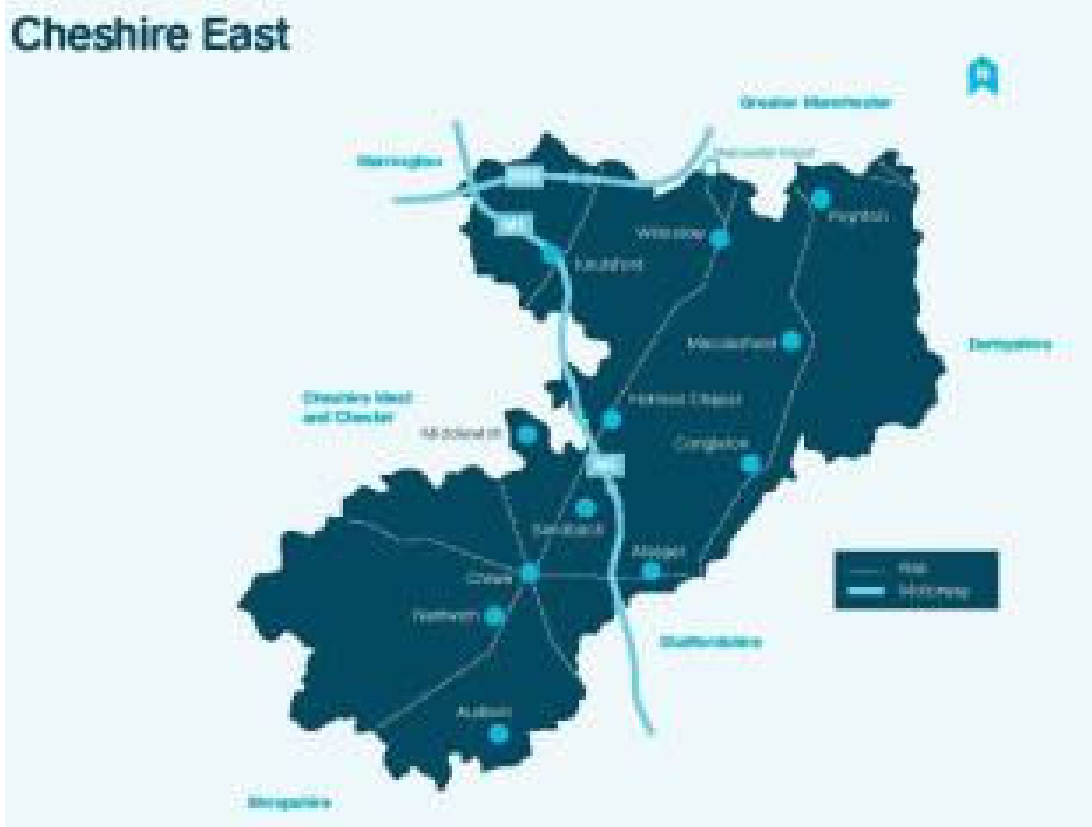 Cheshire East
Greater Manchester
Warrington
Wilmslow
Poynton
Knutsford
Macclesfield
Derbyshire
Cheshire West
and Chester
Holmes Chapel
Middlewich
Congleton
Sandbach
Alsager
Crewe
Rail
Motorway
Nantwich
Staffordshire
Audlem
Shropshire